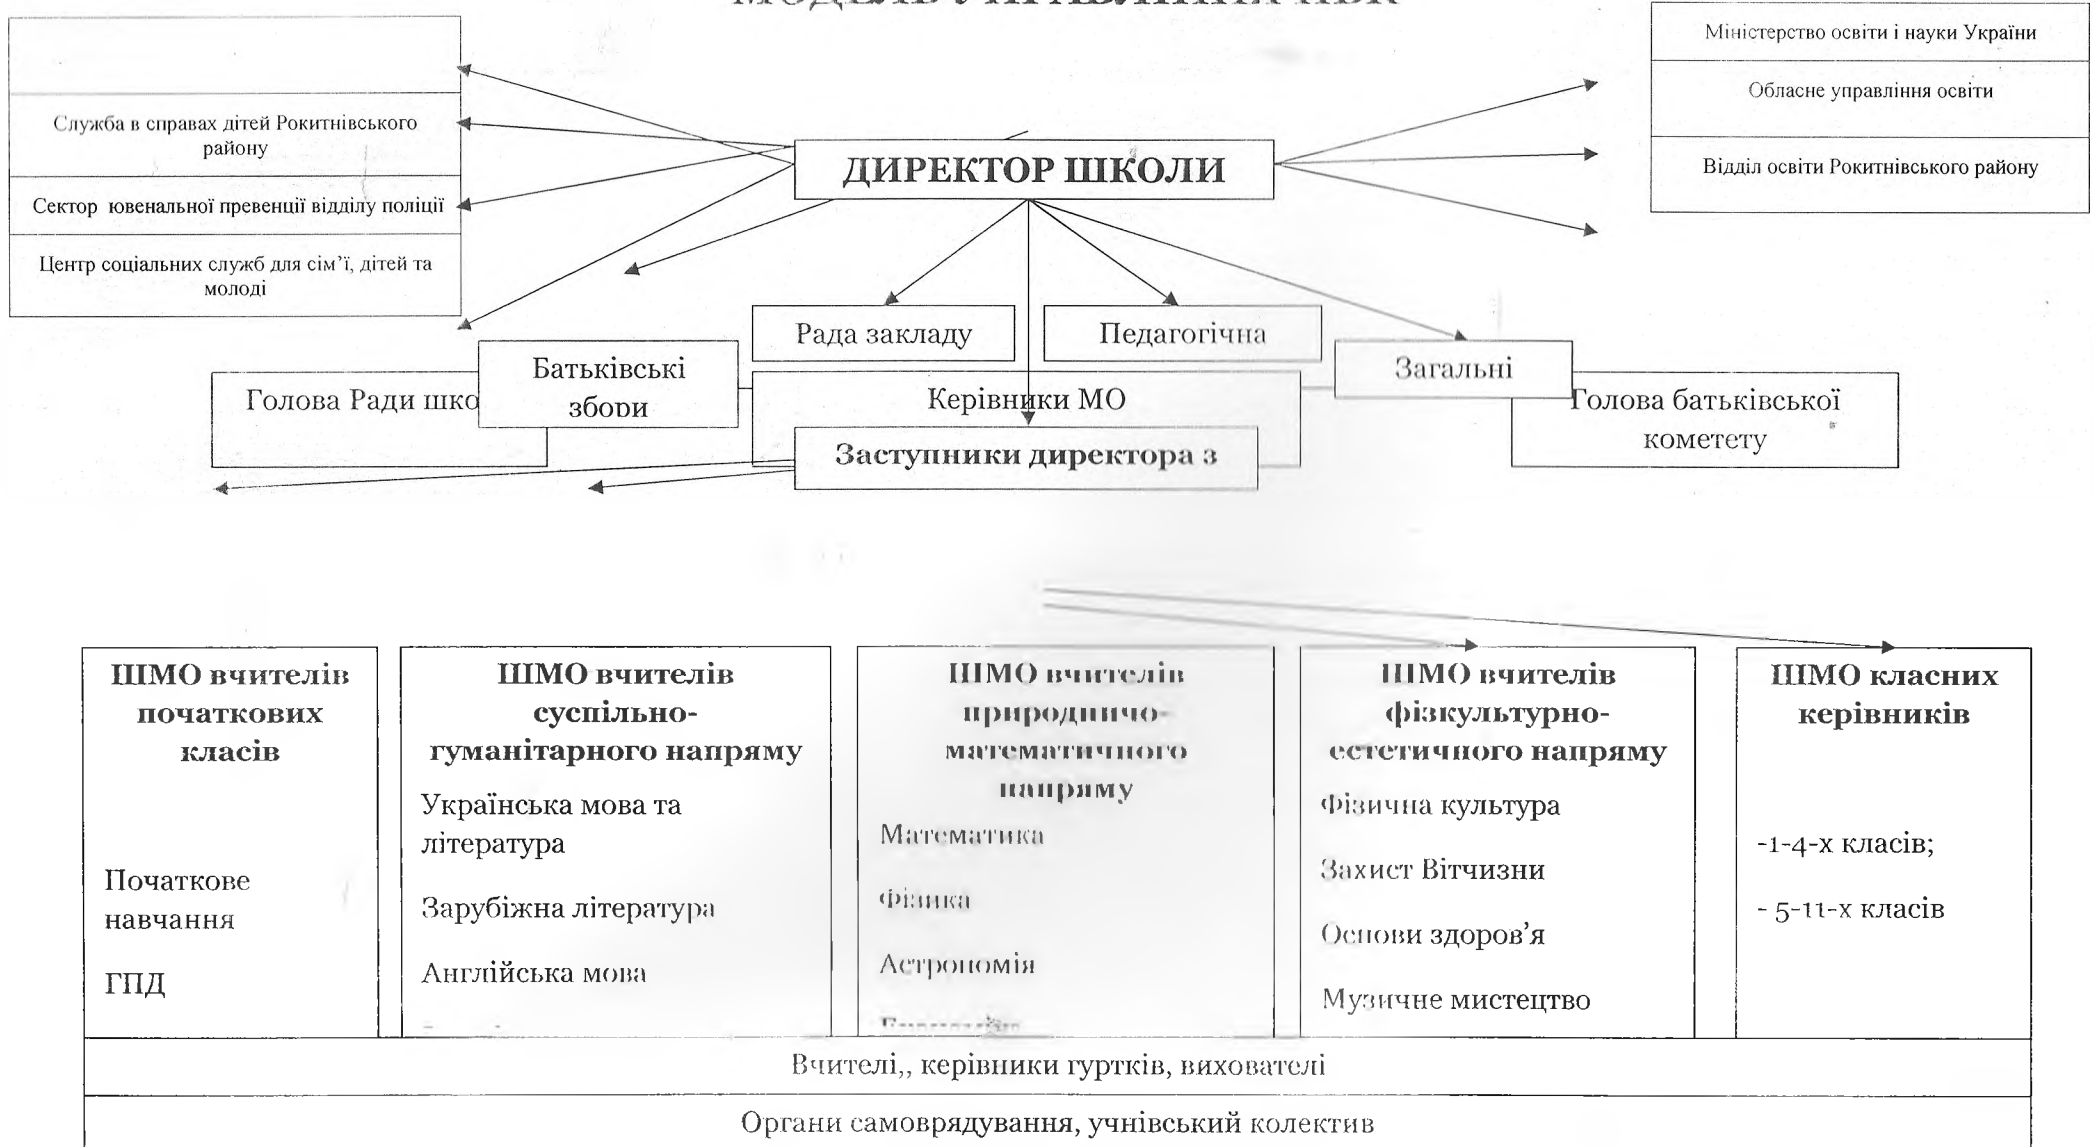 МОДЕЛЬ УПРАВЛІННЯ НВК
Міністерство освіти і науки України
Обласне управління освіти
Відділ освіти Рокитнівського району
Служба в справах дітей Рокитнівського
району
Сектор ювенальної превенції відділу поліції
Центр соціальних служб для сім’ї, дітей та
молоді
ДИРЕКТОР ШКОЛИ
Рада закладу
Педагогічна
Батьківські
збори
Загальні
Голова Ради шко
Керівники МО
Голова батьківської
кометету
Заступники директора з
ШМО вчителів
початкових
класів
Початкове
навчання
ГПД
ШМО вчителів
суспільно-
гуманітарного напряму
Українська мова та
література
Зарубіжна література
Англійська мова
ШМО вчителів
природничо-
математичного
напряму
Математика
Фізика
Астрономія
ШМО вчителів
фізкультурно-
естетичного напряму
Фізична культура
Захист Вітчизни
Основи здоров’я
Музичне мистецтво
ШМО класних
керівників
-1-4-х класів;
- 5-11-х класів
Вчителі,, керівники гуртків, вихователі
Органи самоврядування, учнівський колектив